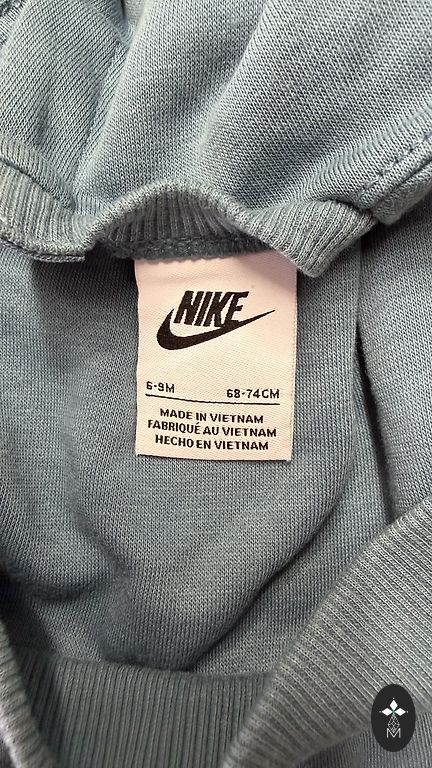 NIKE
6-9M 68-74CM
MADE IN VIETNAM
FABRIQUÉ AU VIETNAM
HECHO EN VIETNAM
M